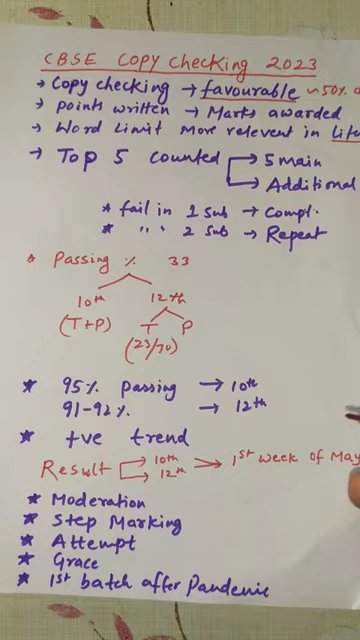 CBSE Copy Checking 2023
→ Copy checking → favourable ~50%
→ points written → Marks awarded
→ Word Limit More relevent in
→ Top 5 counted → 5 main
→ Additional
* fail in 1 sub → Compt.
* " " 2 sub → Repeat
* Passing % 33
10th 12th
(T+P) T P
(23/70)
* 95% Passing → 10th
91-92% → 12th
* +ve trend
Result → 10th → 12th → 1st week of May
* Moderation
* Step Marking
* Attempt
* Grace
* 1st batch after Pandemic